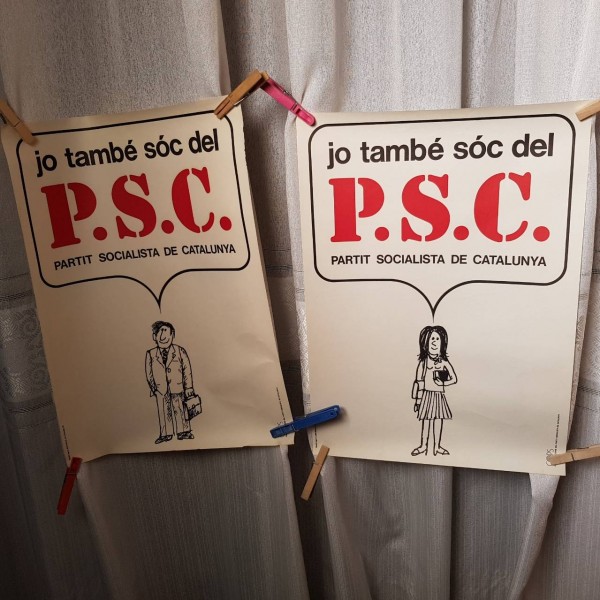 jo també sóc del
P.S.C.
PARTIT SOCIALISTA DE CATALUNYA
jo també sóc del
P.S.C.
PARTIT SOCIALISTA DE CATALUNYA